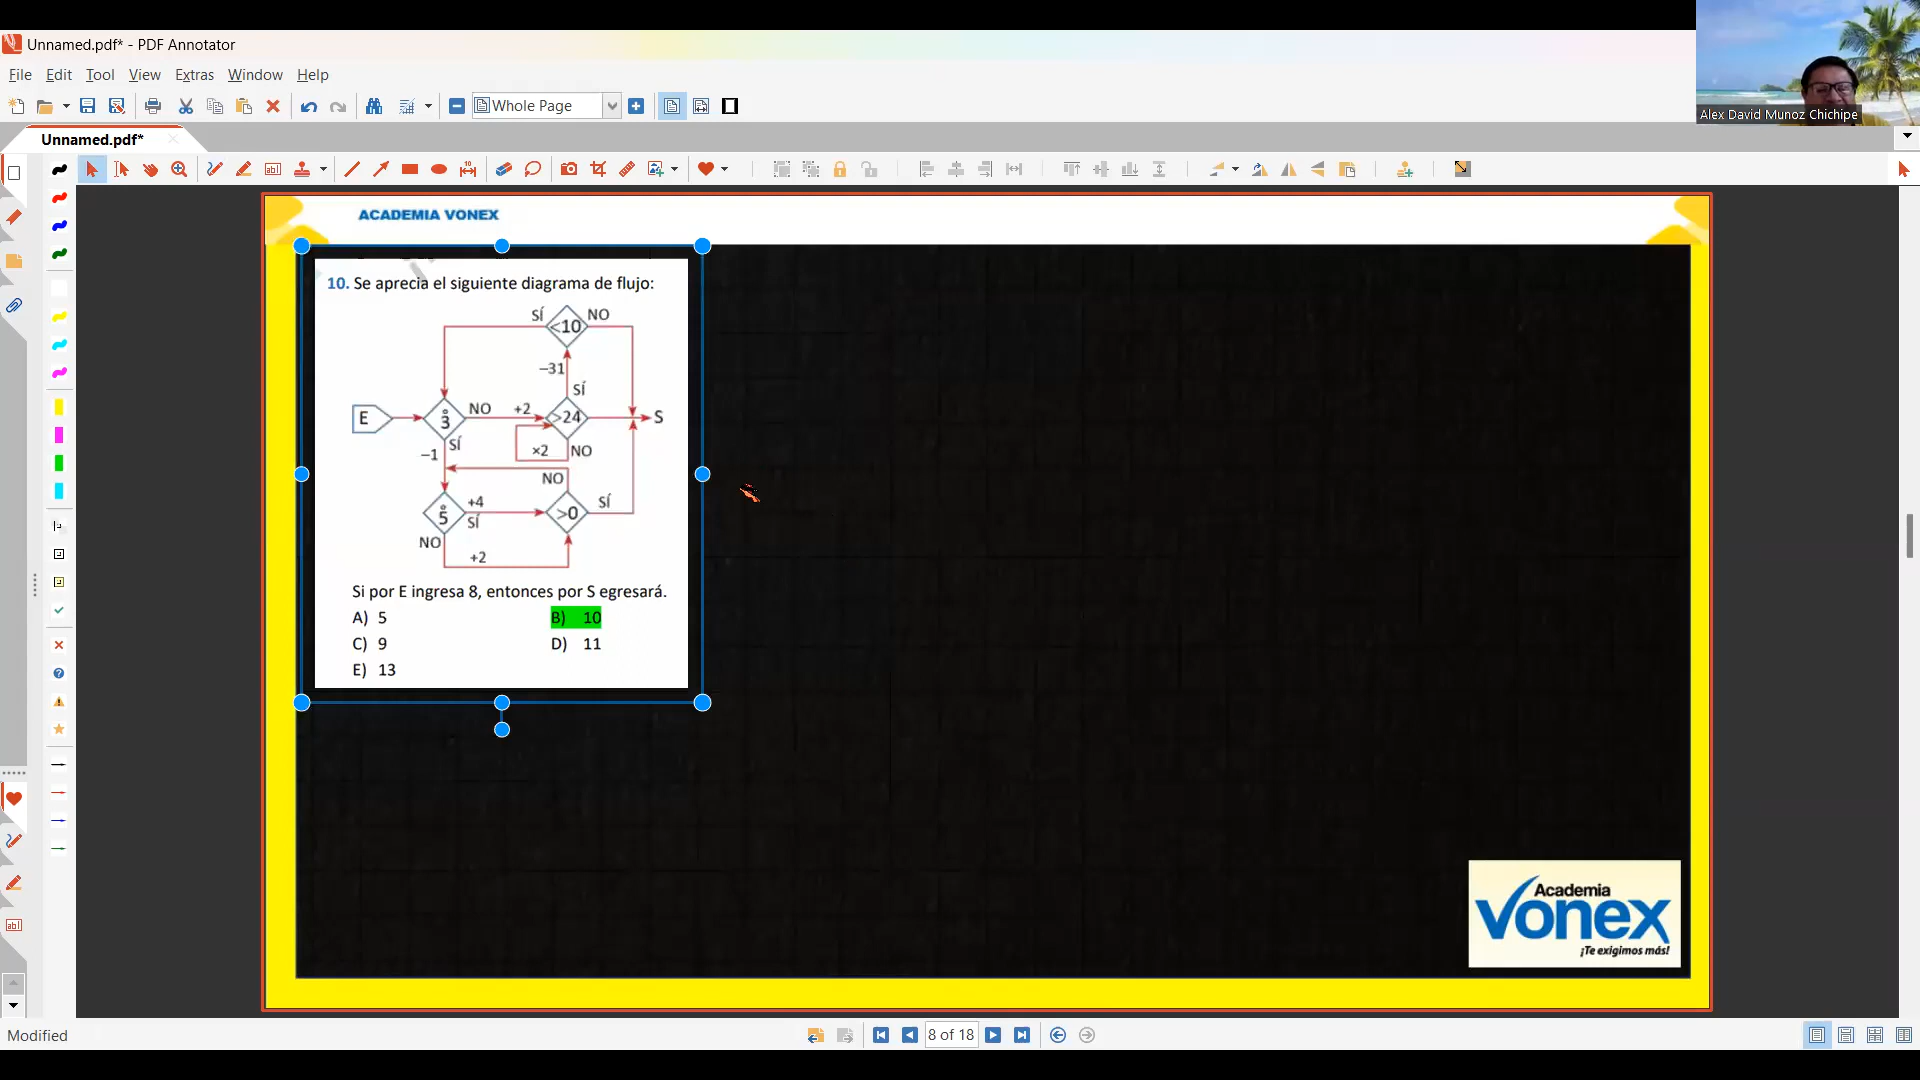 Unnamed.pdf* - PDF Annotator
File Edit Tool View Extras Window Help
Whole Page
Alex David Munoz Chichipe
Unnamed.pdf*
ACADEMIA VONEX
10. Se aprecia el siguiente diagrama de flujo:
SÍ <10 NO
–31
SÍ
E 3̊ NO +2 >24 S
–1 SÍ ×2 NO
NO
5̊ +4 SÍ >0 SÍ
NO +2
Si por E ingresa 8, entonces por S egresará.
A) 5 B) 10
C) 9 D) 11
E) 13
Academia
Vonex
¡Te exigimos más!
Modified
8 of 18